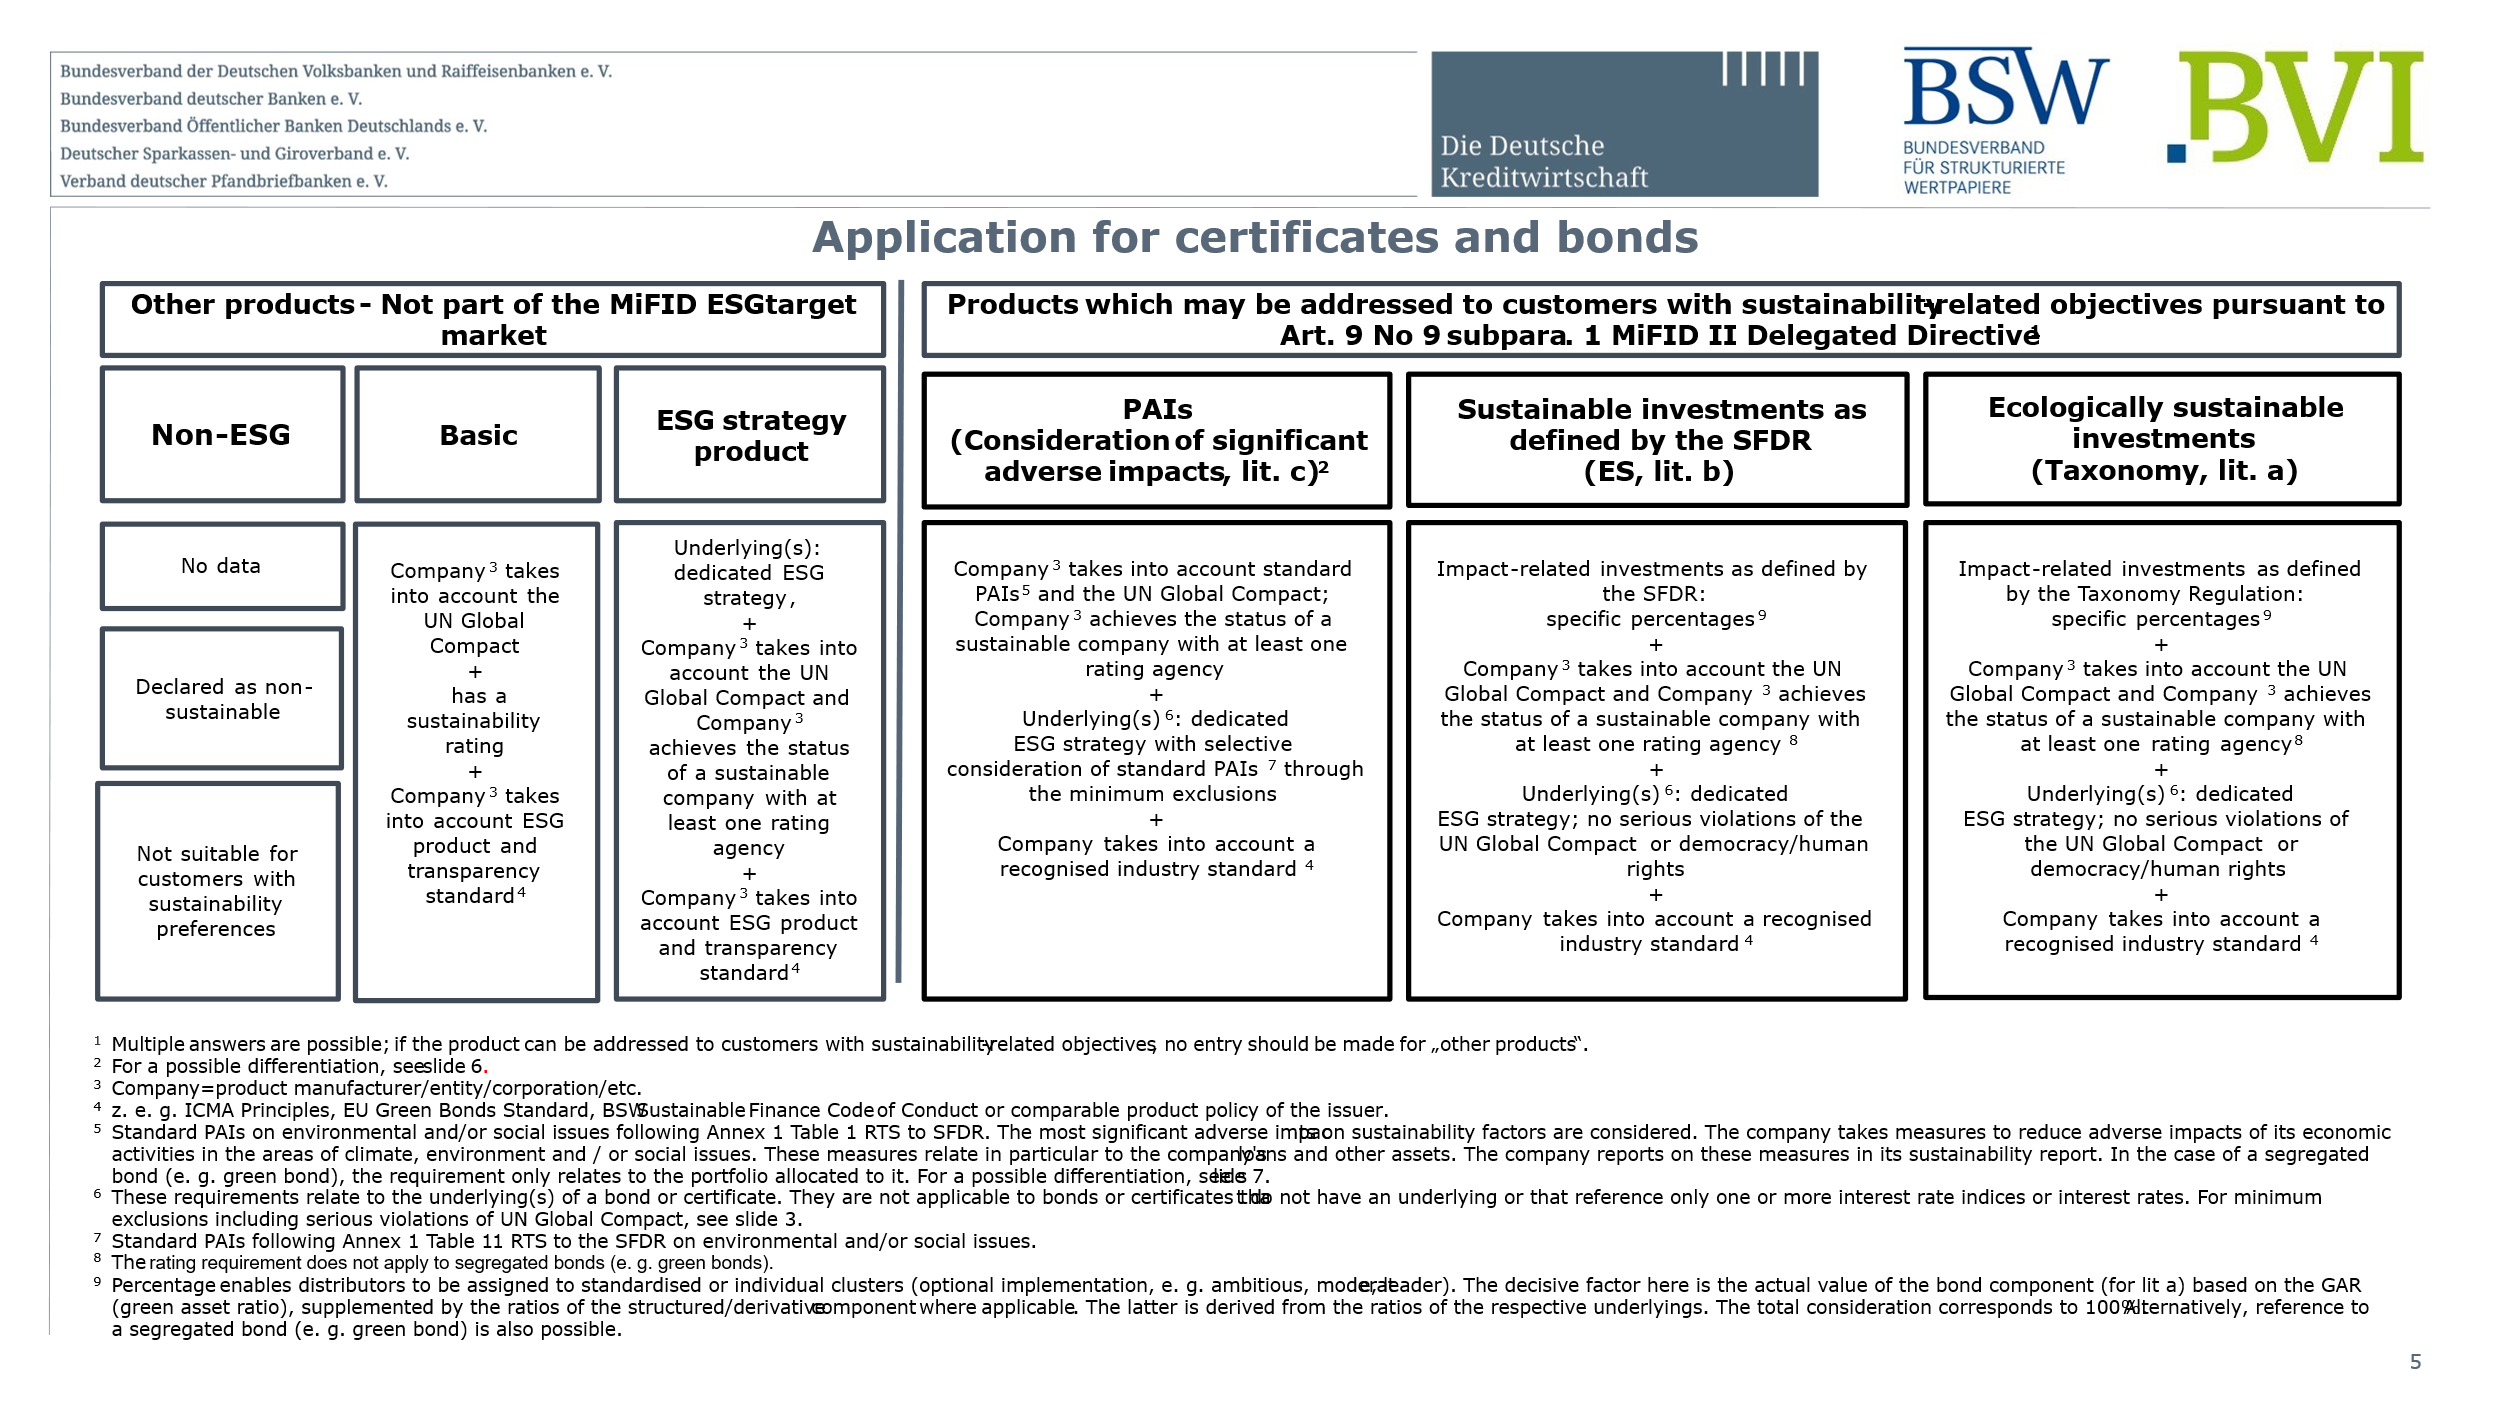 Bundesverband der Deutschen Volksbanken und Raiffeisenbanken e. V.
Bundesverband deutscher Banken e. V.
Bundesverband Öffentlicher Banken Deutschlands e. V.
Deutscher Sparkassen- und Giroverband e. V.
Verband deutscher Pfandbriefbanken e. V.
Die Deutsche
Kreditwirtschaft
BSW
BUNDESVERBAND
FÜR STRUKTURIERTE
WERTPAPIERE
BVI
Application for certificates and bonds
Other products - Not part of the MiFID ESGtarget
market
Products which may be addressed to customers with sustainability-related objectives pursuant to
Art. 9 No 9 subpara. 1 MiFID II Delegated Directive¹
Non-ESG
Basic
ESG strategy
product
PAIs
(Consideration of significant
adverse impacts, lit. c)²
Sustainable investments as
defined by the SFDR
(ES, lit. b)
Ecologically sustainable
investments
(Taxonomy, lit. a)
No data
Declared as non-
sustainable
Not suitable for
customers with
sustainability
preferences
Company³ takes
into account the
UN Global
Compact
+
has a
sustainability
rating
+
Company³ takes
into account ESG
product and
transparency
standard⁴
Underlying(s):
dedicated ESG
strategy,
+
Company³ takes into
account the UN
Global Compact and
Company³
achieves the status
of a sustainable
company with at
least one rating
agency
+
Company³ takes into
account ESG product
and transparency
standard⁴
Company³ takes into account standard
PAIs⁵ and the UN Global Compact;
Company³ achieves the status of a
sustainable company with at least one
rating agency
+
Underlying(s)⁶: dedicated
ESG strategy with selective
consideration of standard PAIs ⁷ through
the minimum exclusions
+
Company takes into account a
recognised industry standard ⁴
Impact-related investments as defined by
the SFDR:
specific percentages⁹
+
Company³ takes into account the UN
Global Compact and Company ³ achieves
the status of a sustainable company with
at least one rating agency ⁸
+
Underlying(s)⁶: dedicated
ESG strategy; no serious violations of the
UN Global Compact or democracy/human
rights
+
Company takes into account a recognised
industry standard⁴
Impact-related investments as defined
by the Taxonomy Regulation:
specific percentages⁹
+
Company³ takes into account the UN
Global Compact and Company ³ achieves
the status of a sustainable company with
at least one rating agency⁸
+
Underlying(s)⁶: dedicated
ESG strategy; no serious violations of
the UN Global Compact or
democracy/human rights
+
Company takes into account a
recognised industry standard ⁴
¹ Multiple answers are possible; if the product can be addressed to customers with sustainability-related objectives, no entry should be made for „other products“.
² For a possible differentiation, see slide 6.
³ Company=product manufacturer/entity/corporation/etc.
⁴ z. e. g. ICMA Principles, EU Green Bonds Standard, BSW Sustainable Finance Code of Conduct or comparable product policy of the issuer.
⁵ Standard PAIs on environmental and/or social issues following Annex 1 Table 1 RTS to SFDR. The most significant adverse impacts on sustainability factors are considered. The company takes measures to reduce adverse impacts of its economic
activities in the areas of climate, environment and / or social issues. These measures relate in particular to the company's loans and other assets. The company reports on these measures in its sustainability report. In the case of a segregated
bond (e. g. green bond), the requirement only relates to the portfolio allocated to it. For a possible differentiation, see slide 7.
⁶ These requirements relate to the underlying(s) of a bond or certificate. They are not applicable to bonds or certificates that do not have an underlying or that reference only one or more interest rate indices or interest rates. For minimum
exclusions including serious violations of UN Global Compact, see slide 3.
⁷ Standard PAIs following Annex 1 Table 11 RTS to the SFDR on environmental and/or social issues.
⁸ The rating requirement does not apply to segregated bonds (e. g. green bonds).
⁹ Percentage enables distributors to be assigned to standardised or individual clusters (optional implementation, e. g. ambitious, moderate, leader). The decisive factor here is the actual value of the bond component (for lit a) based on the GAR
(green asset ratio), supplemented by the ratios of the structured/derivative component where applicable. The latter is derived from the ratios of the respective underlyings. The total consideration corresponds to 100%. Alternatively, reference to
a segregated bond (e. g. green bond) is also possible.
5